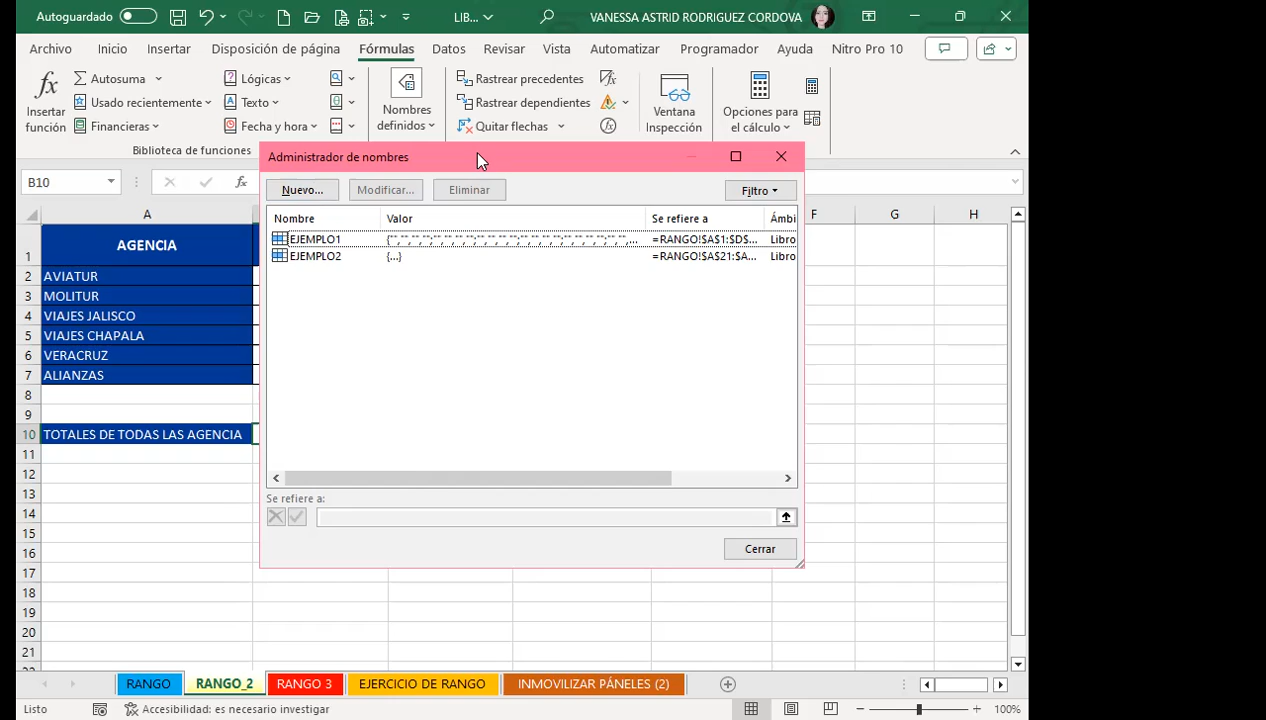 Autoguardado LIB... VANESSA ASTRID RODRIGUEZ CORDOVA
Archivo Inicio Insertar Disposición de página Fórmulas Datos Revisar Vista Automatizar Programador Ayuda Nitro Pro 10
Autosuma Lógicas Rastrear precedentes
Usado recientemente Texto Rastrear dependientes
Financieras Fecha y hora Quitar flechas
Insertar función
Nombres definidos
Ventana Inspección
Opciones para el cálculo
Biblioteca de funciones
Administrador de nombres
Nuevo... Modificar... Eliminar Filtro
B10 fx
Nombre Valor Se refiere a Ámbi
EJEMPLO1 {"","","","";"","","","";"","","","";"","","","";"","","","";"","",... =RANGO!$A$1:$D$... Libro
EJEMPLO2 {...} =RANGO!$A$21:$A... Libro
Se refiere a:
Cerrar
A F G H
1 AGENCIA
2 AVIATUR
3 MOLITUR
4 VIAJES JALISCO
5 VIAJES CHAPALA
6 VERACRUZ
7 ALIANZAS
8
9
10 TOTALES DE TODAS LAS AGENCIA
11
12
13
14
15
16
17
18
19
20
21
RANGO RANGO_2 RANGO 3 EJERCICIO DE RANGO INMOVILIZAR PÁNELES (2)
Listo Accesibilidad: es necesario investigar 100%